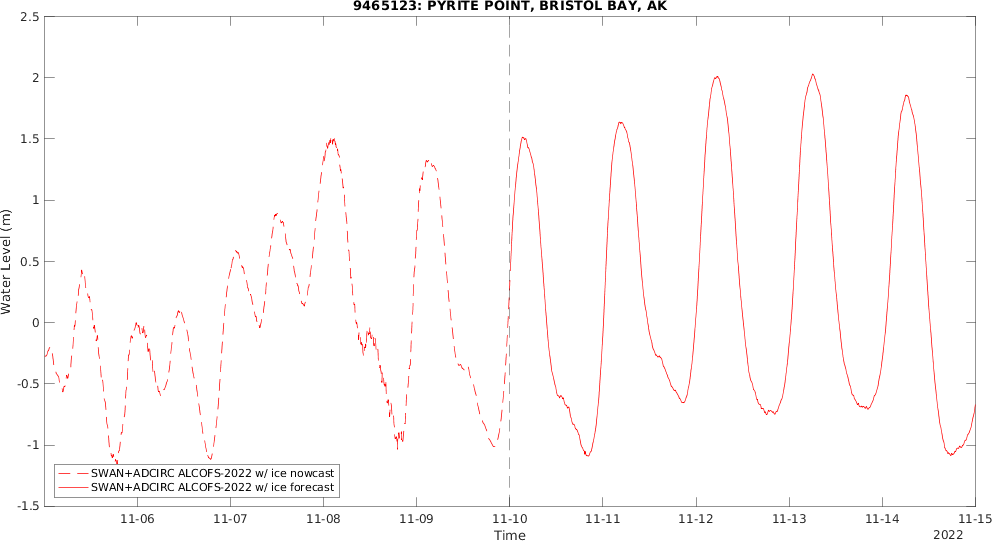 9465123: PYRITE POINT, BRISTOL BAY, AK
2.5
2
1.5
1
0.5
0
-0.5
-1
-1.5
Water Level (m)
SWAN+ADCIRC ALCOFS-2022 w/ ice nowcast
SWAN+ADCIRC ALCOFS-2022 w/ ice forecast
11-06 11-07 11-08 11-09 11-10 11-11 11-12 11-13 11-14 11-15
Time
2022